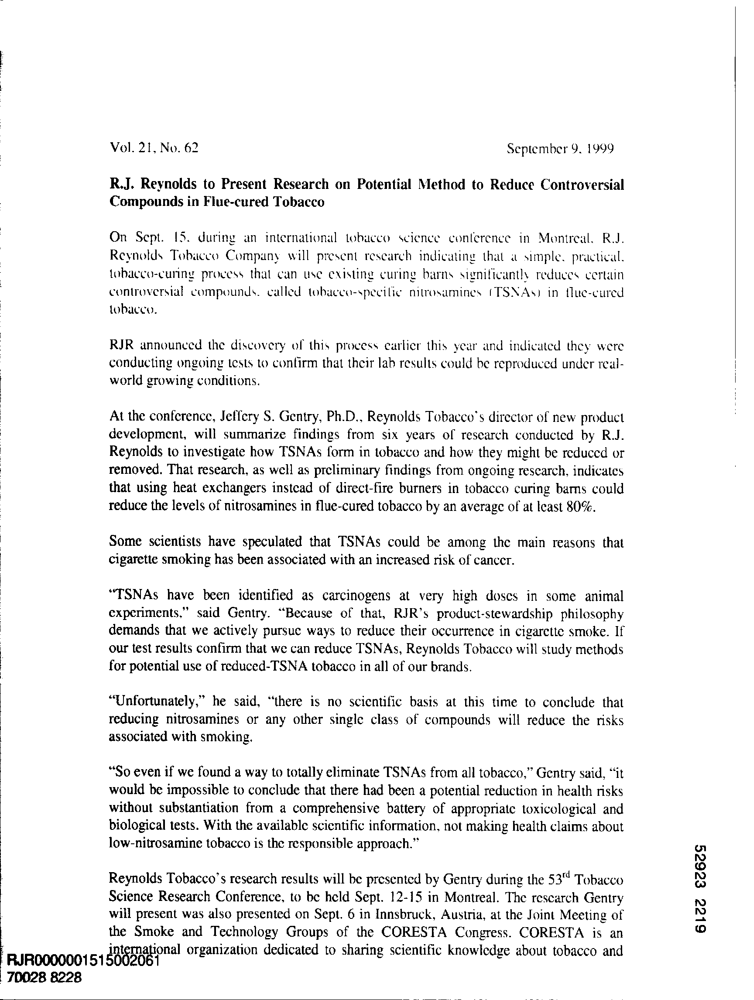 Vol. 21, No. 62
September 9, 1999
R.J. Reynolds to Present Research on Potential Method to Reduce Controversial
Compounds in Flue-cured Tobacco
On Sept. 15, during an international tobacco science conference in Montreal, R.J.
Reynolds Tobacco Company will present research indicating that a simple, practical,
tobacco-curing process that can use existing curing barns significantly reduces certain
controversial compounds, called tobacco-specific nitrosamines (TSNAs) in flue-cured
tobacco.
RJR announced the discovery of this process earlier this year and indicated they were
conducting ongoing tests to confirm that their lab results could be reproduced under real-
world growing conditions.
At the conference, Jeffery S. Gentry, Ph.D., Reynolds Tobacco's director of new product
development, will summarize findings from six years of research conducted by R.J.
Reynolds to investigate how TSNAs form in tobacco and how they might be reduced or
removed. That research, as well as preliminary findings from ongoing research, indicates
that using heat exchangers instead of direct-fire burners in tobacco curing barns could
reduce the levels of nitrosamines in flue-cured tobacco by an average of at least 80%.
Some scientists have speculated that TSNAs could be among the main reasons that
cigarette smoking has been associated with an increased risk of cancer.
"TSNAs have been identified as carcinogens at very high doses in some animal
experiments," said Gentry. "Because of that, RJR's product-stewardship philosophy
demands that we actively pursue ways to reduce their occurrence in cigarette smoke. If
our test results confirm that we can reduce TSNAs, Reynolds Tobacco will study methods
for potential use of reduced-TSNA tobacco in all of our brands.
"Unfortunately," he said, "there is no scientific basis at this time to conclude that
reducing nitrosamines or any other single class of compounds will reduce the risks
associated with smoking.
"So even if we found a way to totally eliminate TSNAs from all tobacco," Gentry said, "it
would be impossible to conclude that there had been a potential reduction in health risks
without substantiation from a comprehensive battery of appropriate toxicological and
biological tests. With the available scientific information, not making health claims about
low-nitrosamine tobacco is the responsible approach."
Reynolds Tobacco's research results will be presented by Gentry during the 53rd Tobacco
Science Research Conference, to be held Sept. 12-15 in Montreal. The research Gentry
will present was also presented on Sept. 6 in Innsbruck, Austria, at the Joint Meeting of
the Smoke and Technology Groups of the CORESTA Congress. CORESTA is an
international organization dedicated to sharing scientific knowledge about tobacco and
RJR0000001515002061
70028 8228
52923 2219